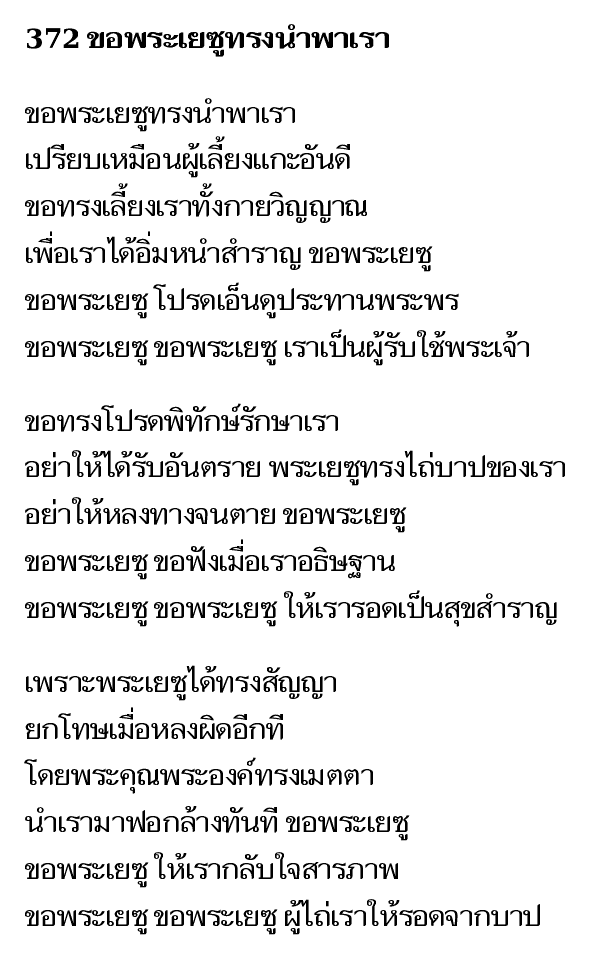 372 ขอพระเยซูทรงนำพาเรา
ขอพระเยซูทรงนำพาเรา
เปรียบเหมือนผู้เลี้ยงแกะอันดี
ขอทรงเลี้ยงเราทั้งกายวิญญาณ
เพื่อเราได้อิ่มหนำสำราญ ขอพระเยซู
ขอพระเยซู โปรดเอ็นดูประทานพระพร
ขอพระเยซู ขอพระเยซู เราเป็นผู้รับใช้พระเจ้า
ขอทรงโปรดพิทักษ์รักษาเรา
อย่าให้ได้รับอันตราย พระเยซูทรงไถ่บาปของเรา
อย่าให้หลงทางจนตาย ขอพระเยซู
ขอพระเยซู ขอฟังเมื่อเราอธิษฐาน
ขอพระเยซู ขอพระเยซู ให้เรารอดเป็นสุขสำราญ
เพราะพระเยซูได้ทรงสัญญา
ยกโทษเมื่อหลงผิดอีกที
โดยพระคุณพระองค์ทรงเมตตา
นำเรามาฟอกล้างทันที ขอพระเยซู
ขอพระเยซู ให้เรากลับใจสารภาพ
ขอพระเยซู ขอพระเยซู ผู้ไถ่เราให้รอดจากบาป